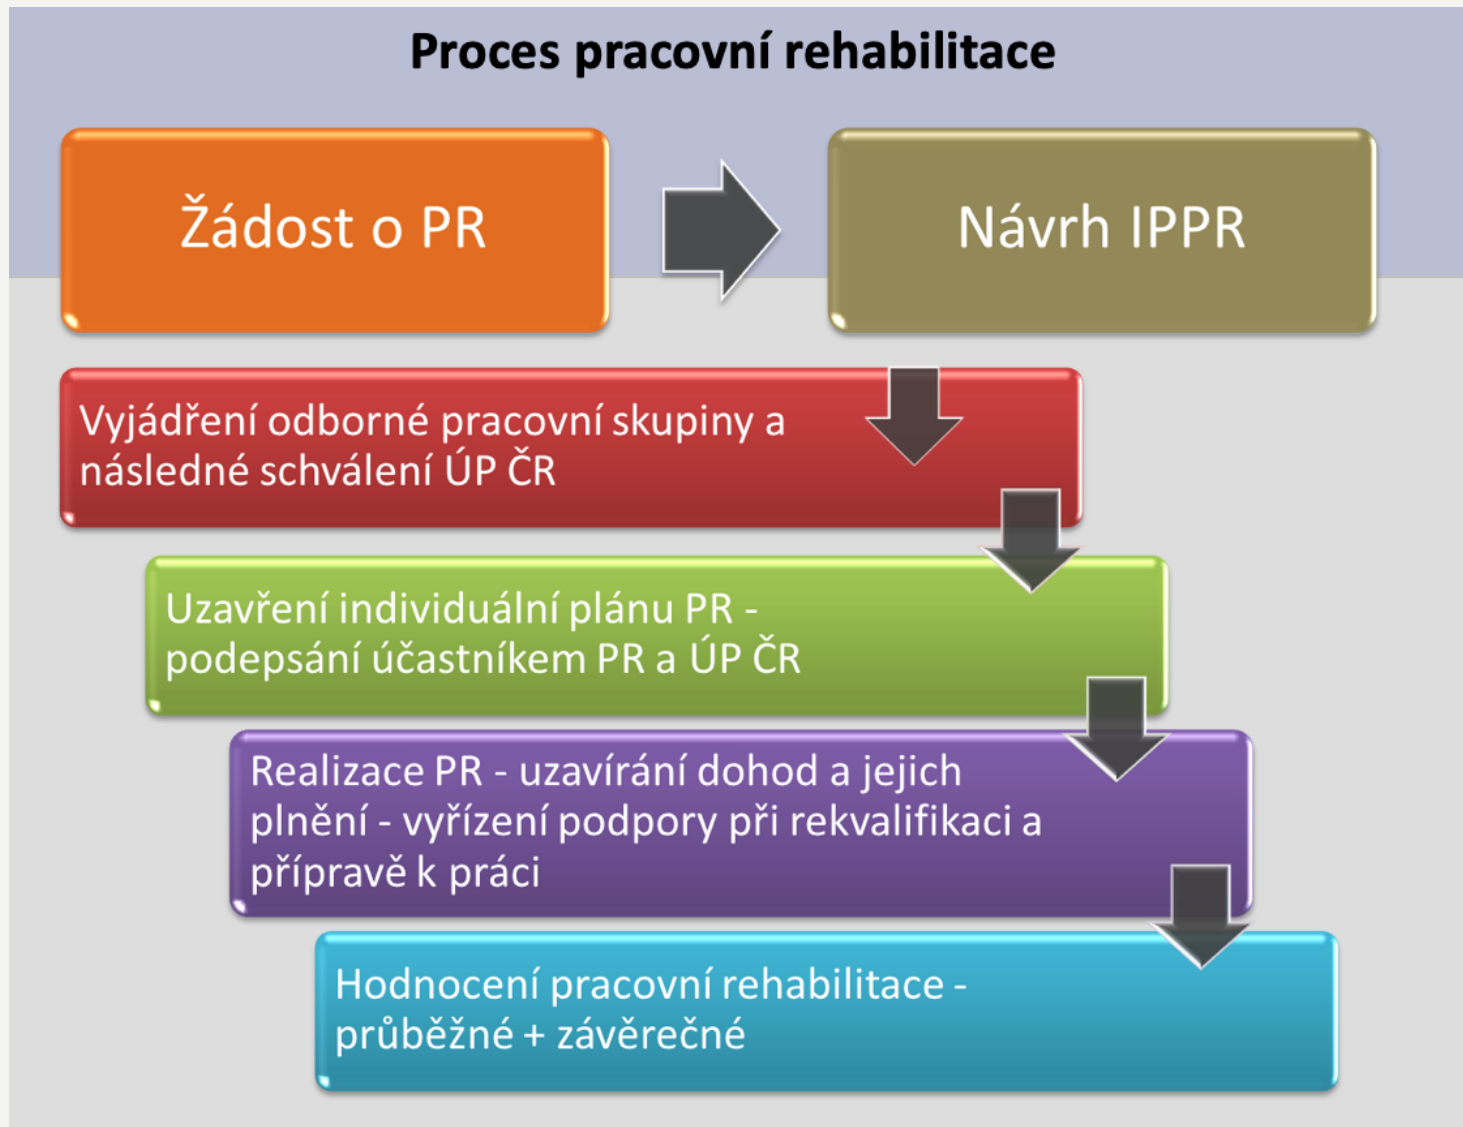 Proces pracovní rehabilitace
Žádost o PR
Návrh IPPR
Vyjádření odborné pracovní skupiny a
následné schválení ÚP ČR
Uzavření individuální plánu PR -
podepsání účastníkem PR a ÚP ČR
Realizace PR - uzavírání dohod a jejich
plnění - vyřízení podpory při rekvalifikaci a
přípravě k práci
Hodnocení pracovní rehabilitace -
průběžné + závěrečné